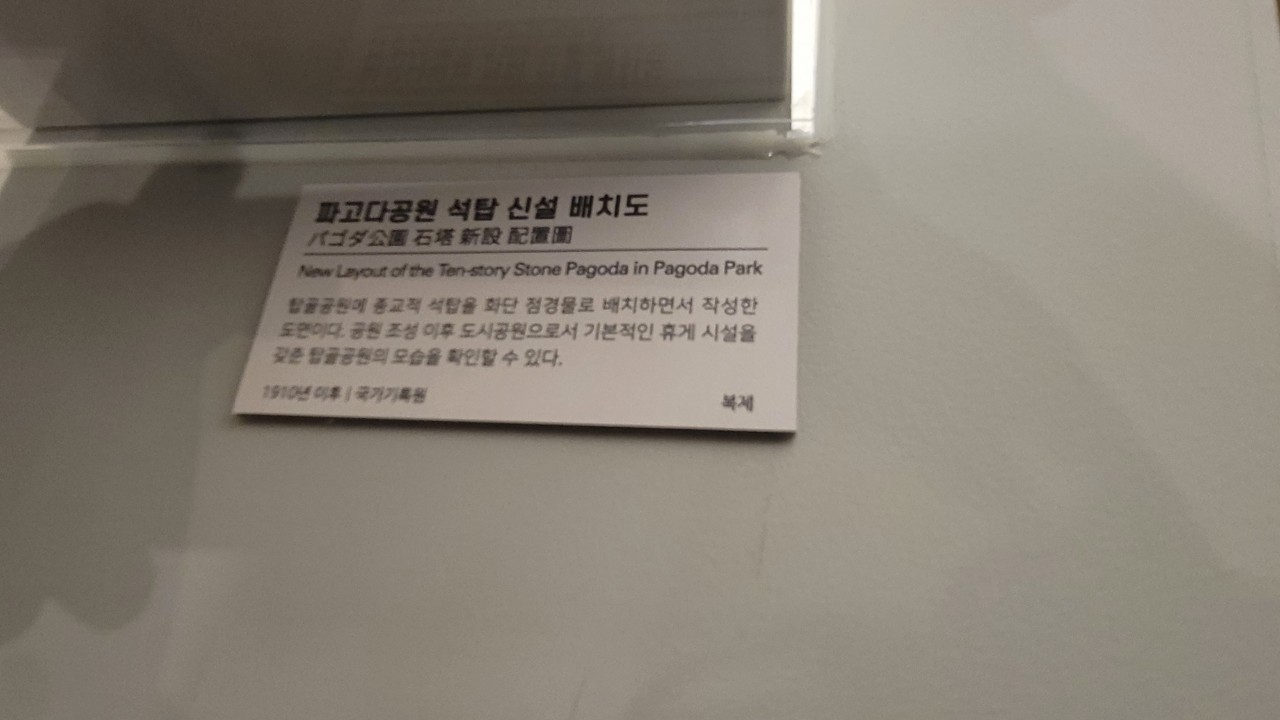 파고다공원 석탑 신설 배치도
パゴダ公園 石塔 新設 配置圖
New Layout of the Ten-story Stone Pagoda in Pagoda Park
탑골공원에 종교적 석탑을 화단 점경물로 배치하면서 작성한
도면이다. 공원 조성 이후 도시공원으로서 기본적인 휴게 시설을
갖춘 탑골공원의 모습을 확인할 수 있다.
1910년 이후 | 국가기록원
복제